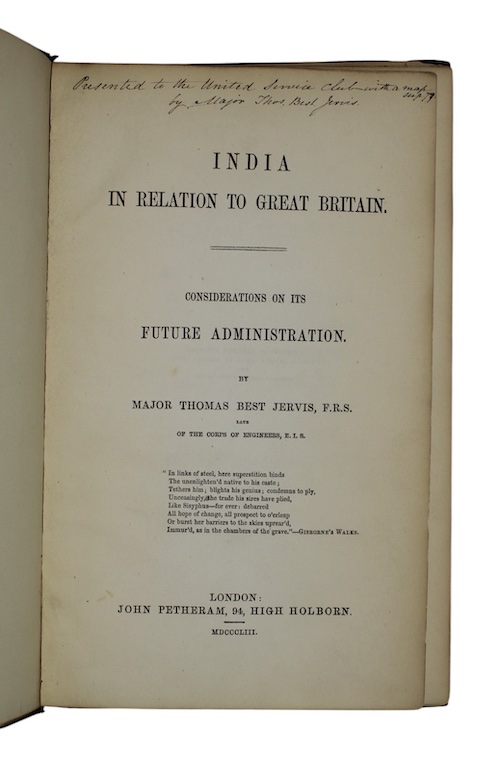 Presented to the United Service Club with a map
by Major Thos. Best Jervis.
INDIA
IN RELATION TO GREAT BRITAIN.
CONSIDERATIONS ON ITS
FUTURE ADMINISTRATION.
BY
MAJOR THOMAS BEST JERVIS, F.R.S.
LATE
OF THE CORPS OF ENGINEERS, E. I. S.
"In links of steel, here superstition binds
The unenlighten'd native to his caste;
Tethers him; blights his genius; condemns to ply,
Unceasingly, the trade his sires have plied,
Like Sisyphus—for ever: debarred
All hope of change, all prospect to o'erleap
Or burst her barriers to the skies uprear'd,
Immur'd, as in the chambers of the grave."—GISBORNE'S WALKS.
LONDON:
JOHN PETHERAM, 94, HIGH HOLBORN.
MDCCCLIII.